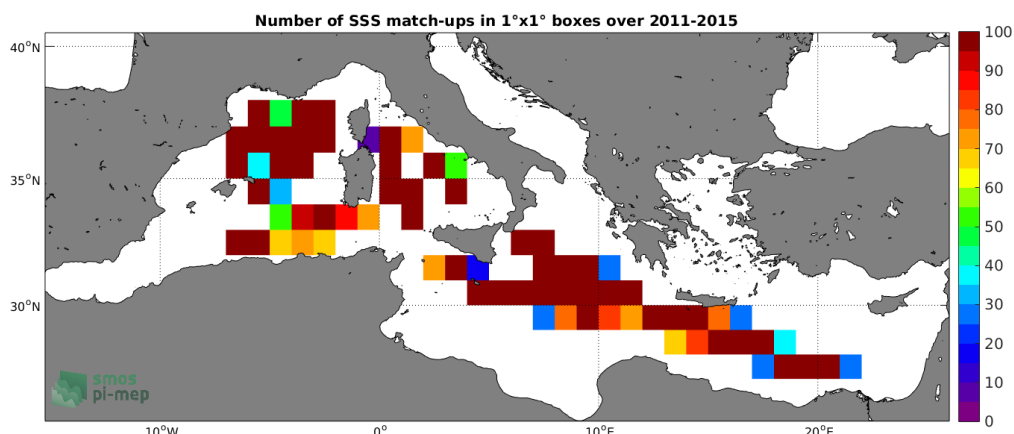 Number of SSS match-ups in 1°x1° boxes over 2011-2015
40°N
35°N
30°N
10°W
0°
10°E
20°E
100
90
80
70
60
50
40
30
20
10
0
smos
pi-mep